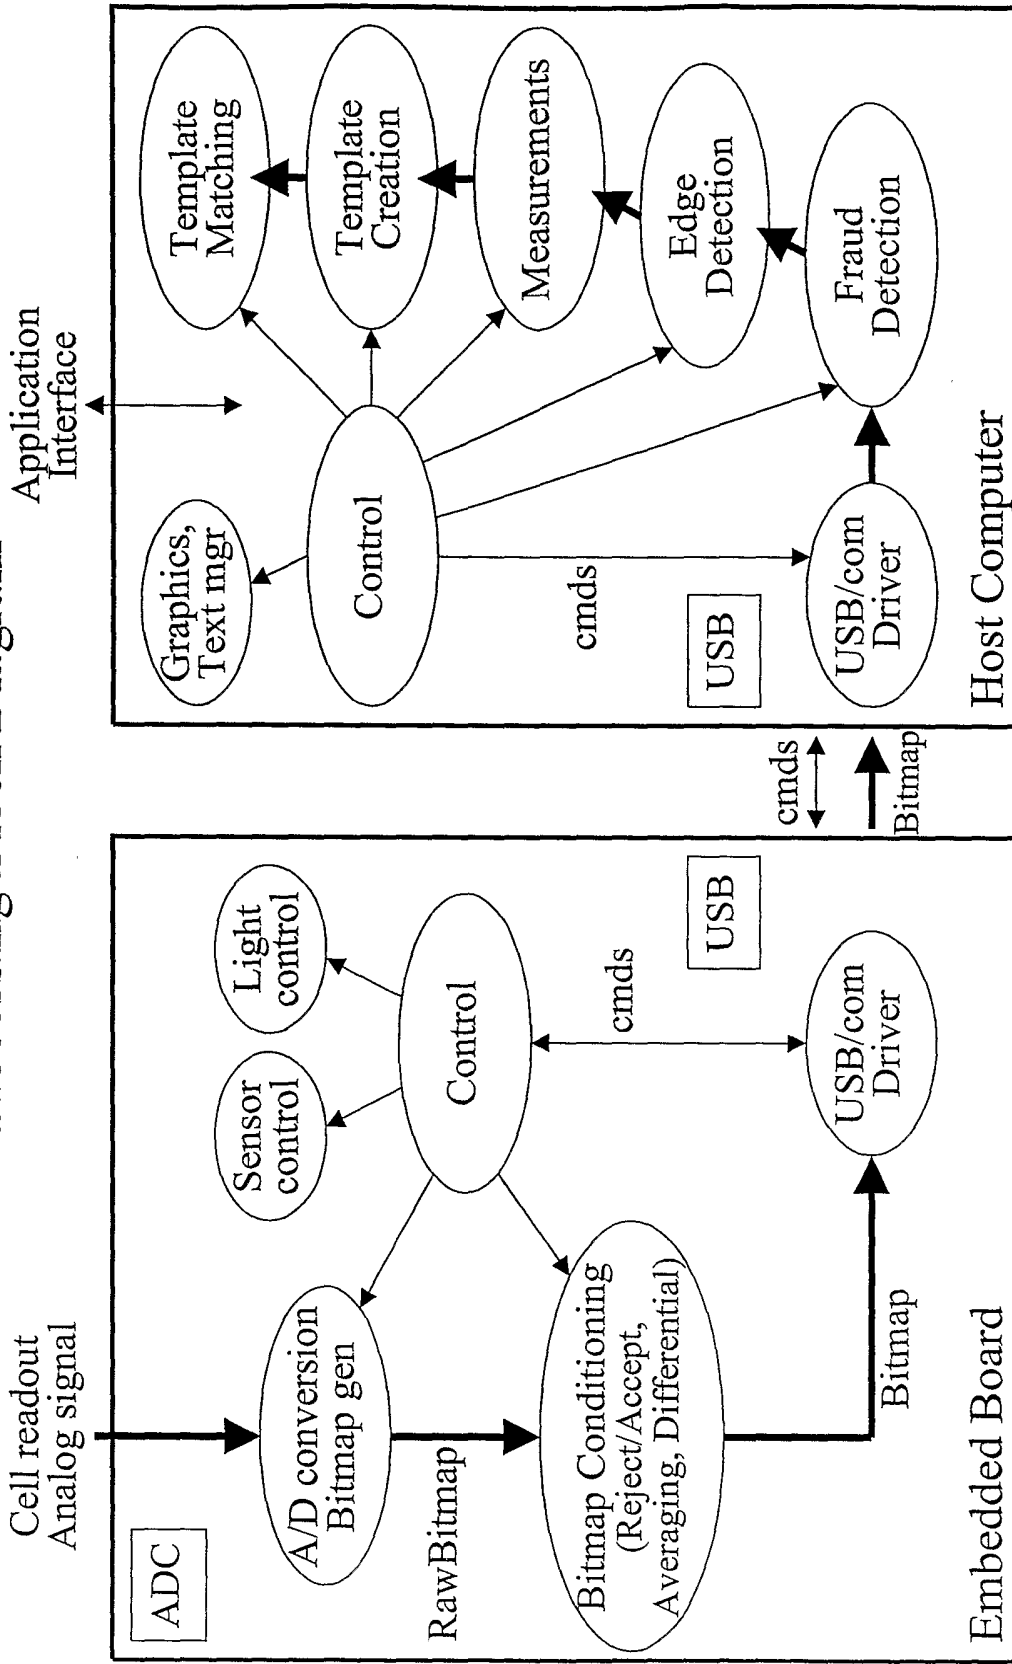 Cell readout
Analog signal
ADC
A/D conversion
Bitmap gen
RawBitmap
Bitmap Conditioning
(Reject/Accept,
Averaging, Differential)
Bitmap
Sensor
control
Light
control
Control
cmds
USB
USB/com
Driver
Embedded Board
cmds
Bitmap
Application
Interface
Graphics,
Text mgr
Control
cmds
USB
USB/com
Driver
Template
Matching
Template
Creation
Measurements
Edge
Detection
Fraud
Detection
Host Computer